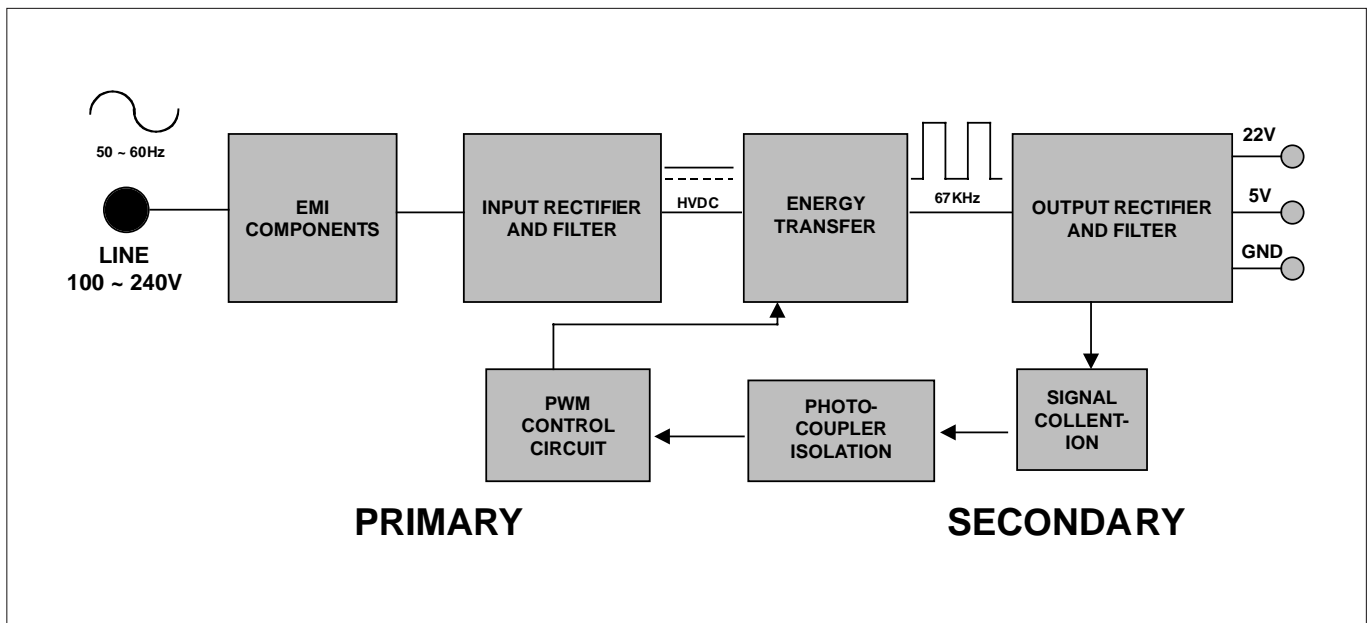 50 ~ 60Hz
LINE
100 ~ 240V
EMI
COMPONENTS
INPUT RECTIFIER
AND FILTER
HVDC
ENERGY
TRANSFER
67KHz
OUTPUT RECTIFIER
AND FILTER
22V
5V
GND
PWM
CONTROL
CIRCUIT
PHOTO-
COUPLER
ISOLATION
SIGNAL
COLLENT-
ION
PRIMARY
SECONDARY